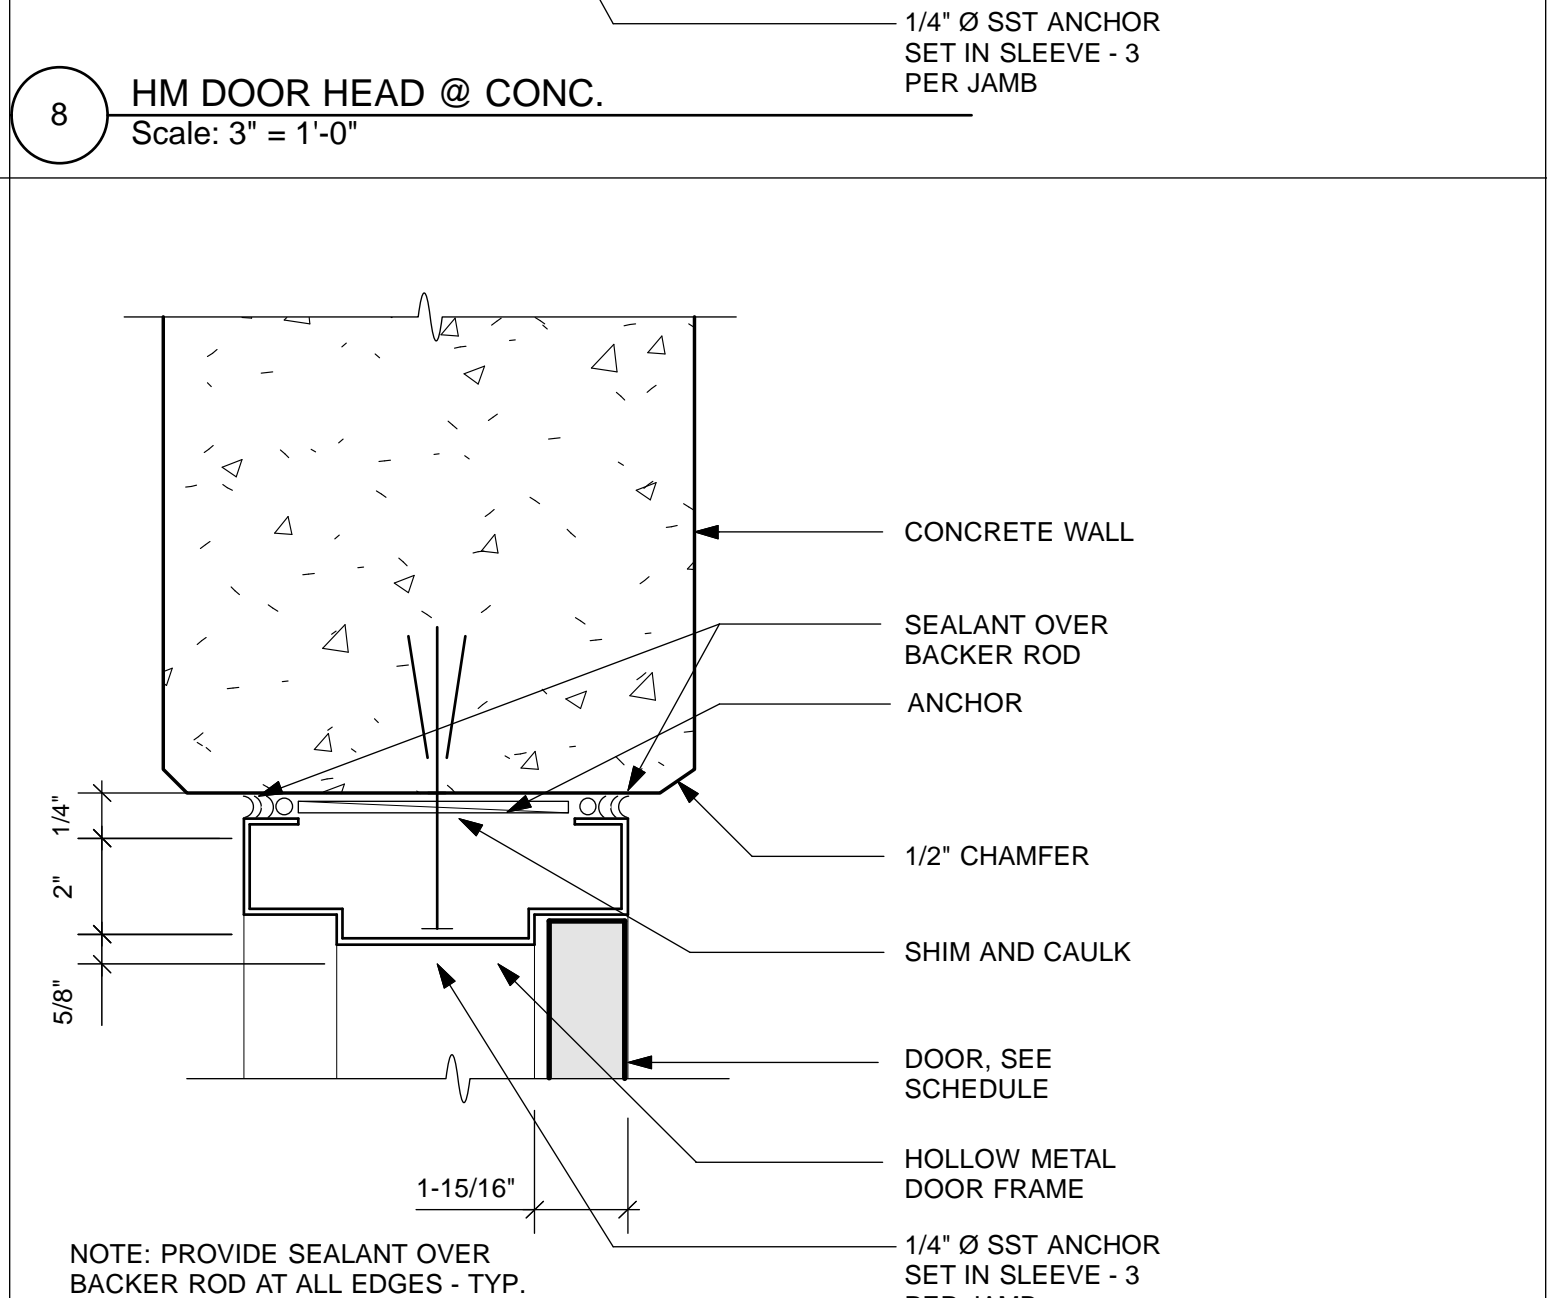 1/4" Ø SST ANCHOR
SET IN SLEEVE - 3
PER JAMB
8
HM DOOR HEAD @ CONC.
Scale: 3" = 1'-0"
CONCRETE WALL
SEALANT OVER
BACKER ROD
ANCHOR
1/4"
1/2" CHAMFER
2"
SHIM AND CAULK
5/8"
DOOR, SEE
SCHEDULE
HOLLOW METAL
DOOR FRAME
1-15/16"
1/4" Ø SST ANCHOR
SET IN SLEEVE - 3
PER JAMB
NOTE: PROVIDE SEALANT OVER
BACKER ROD AT ALL EDGES - TYP.